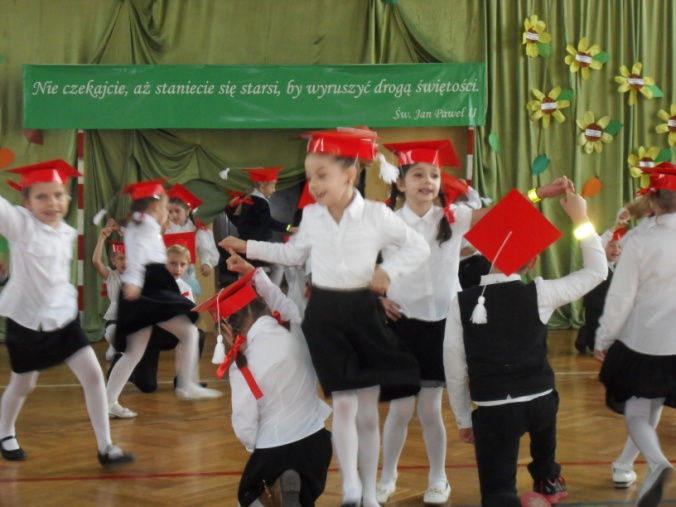 Nie czekajcie, aż staniecie się starsi, by wyruszyć drogą świętości.
Św. Jan Paweł II